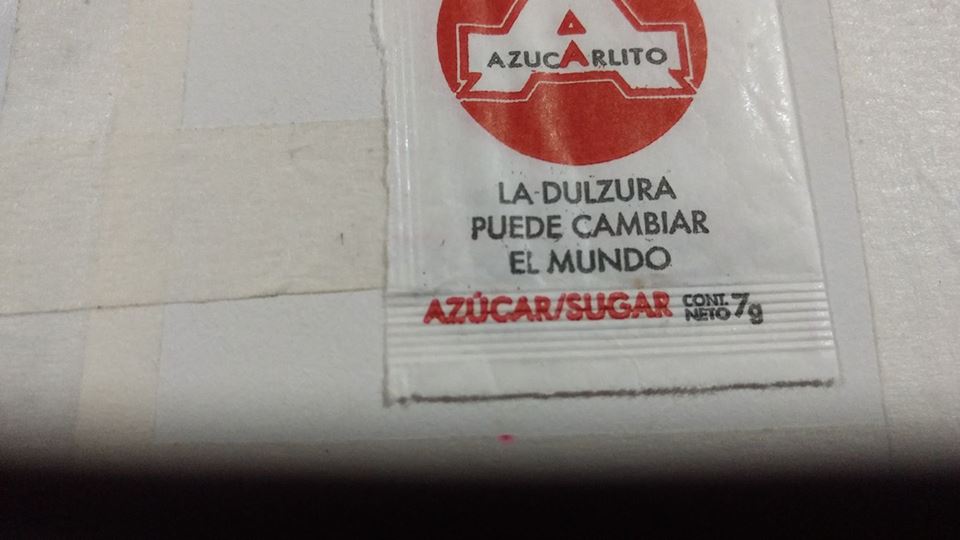 AZUCARLITO
LA DULZURA
PUEDE CAMBIAR
EL MUNDO
AZÚCAR/SUGAR CONT. NETO 7g